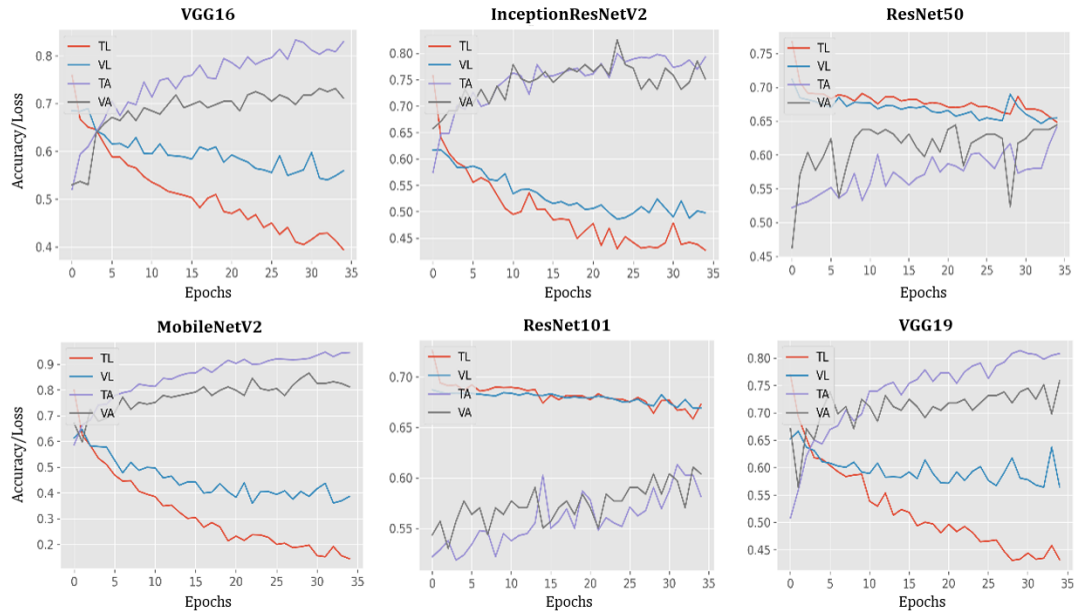 VGG16
TL
VL
TA
VA
0.8
0.7
0.6
0.5
0.4
0 5 10 15 20 25 30 35
Accuracy/Loss
Epochs
InceptionResNetV2
TL
VL
TA
VA
0.80
0.75
0.70
0.65
0.60
0.55
0.50
0.45
0 5 10 15 20 25 30 35
Epochs
ResNet50
TL
VL
TA
VA
0.75
0.70
0.65
0.60
0.55
0.50
0.45
0 5 10 15 20 25 30 35
Epochs
MobileNetV2
TL
VL
TA
VA
0.9
0.8
0.7
0.6
0.5
0.4
0.3
0.2
0 5 10 15 20 25 30 35
Accuracy/Loss
Epochs
ResNet101
TL
VL
TA
VA
0.70
0.65
0.60
0.55
0 5 10 15 20 25 30 35
Epochs
VGG19
TL
VL
TA
VA
0.80
0.75
0.70
0.65
0.60
0.55
0.50
0.45
0 5 10 15 20 25 30 35
Epochs